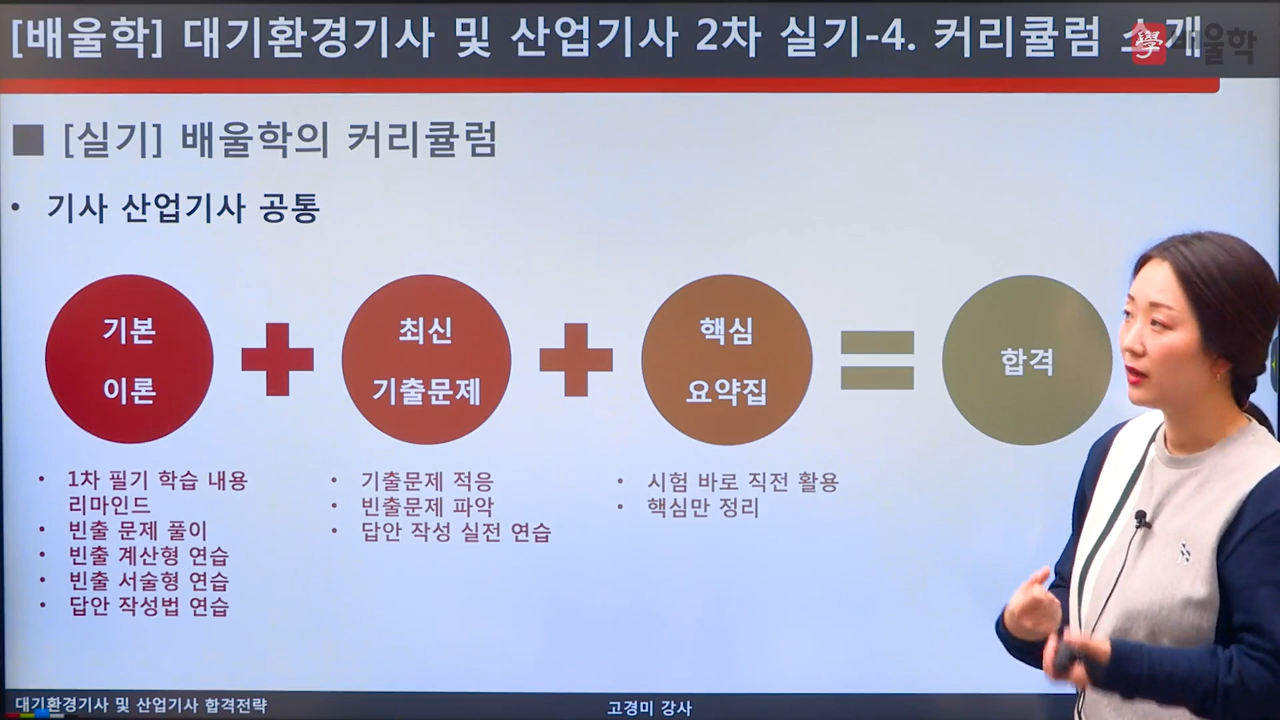 [배울학] 대기환경기사 및 산업기사 2차 실기-4. 커리큘럼 소개
學 배울학
■ [실기] 배울학의 커리큘럼
• 기사 산업기사 공통
기본
이론
최신
기출문제
핵심
요약집
합격
• 1차 필기 학습 내용
리마인드
• 빈출 문제 풀이
• 빈출 계산형 연습
• 빈출 서술형 연습
• 답안 작성법 연습
• 기출문제 적응
• 빈출문제 파악
• 답안 작성 실전 연습
• 시험 바로 직전 활용
• 핵심만 정리
대기환경기사 및 산업기사 합격전략
고경미 강사